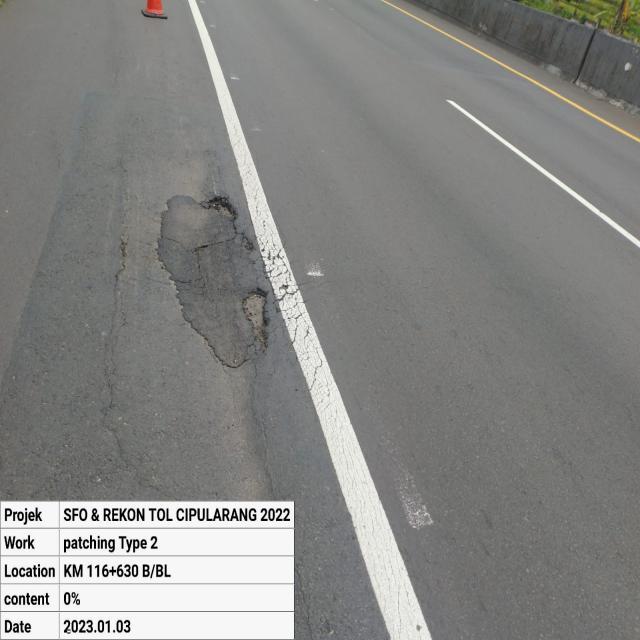 Projek SFO & REKON TOL CIPULARANG 2022
Work patching Type 2
Location KM 116+630 B/BL
content 0%
Date 2023.01.03